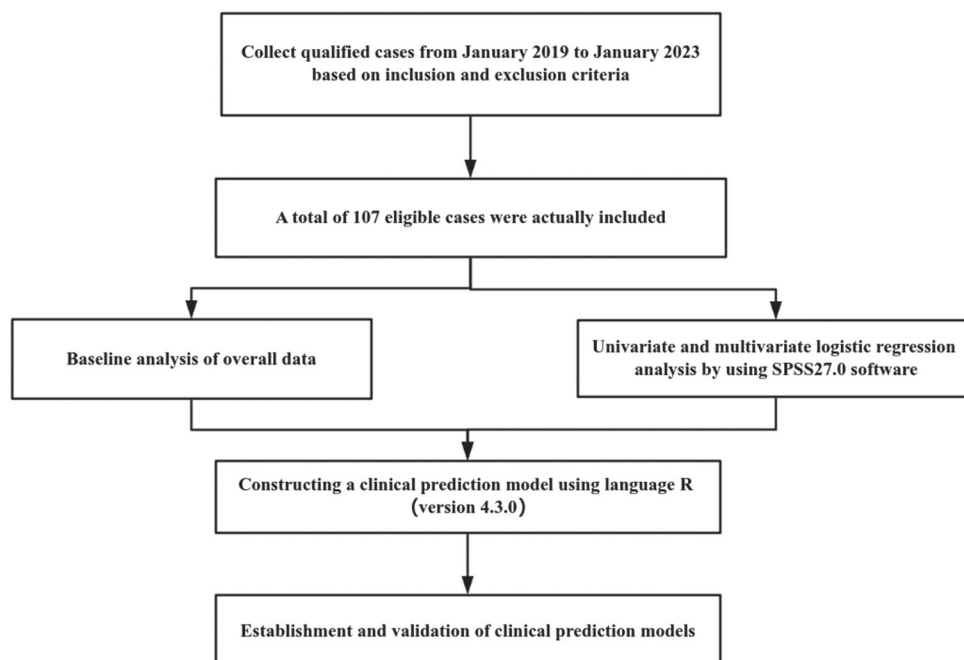 Collect qualified cases from January 2019 to January 2023
based on inclusion and exclusion criteria
A total of 107 eligible cases were actually included
Baseline analysis of overall data
Univariate and multivariate logistic regression
analysis by using SPSS27.0 software
Constructing a clinical prediction model using language R
(version 4.3.0)
Establishment and validation of clinical prediction models